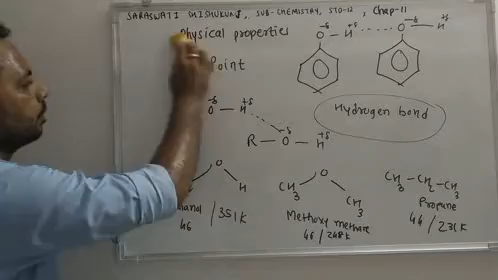 SARASWATI SHISHUKUNJ, SUB-CHEMISTRY, STD-12, Chap-11
Physical properties
Point
O-δ — H+δ ...... O-δ — H+δ
Hydrogen bond
O-δ — H+δ
R — O-δ — H+δ
O
H
/351K
46
CH3 O CH3
Methoxy methane
46/248K
CH3 — CH2 — CH3
Propane
44/231K